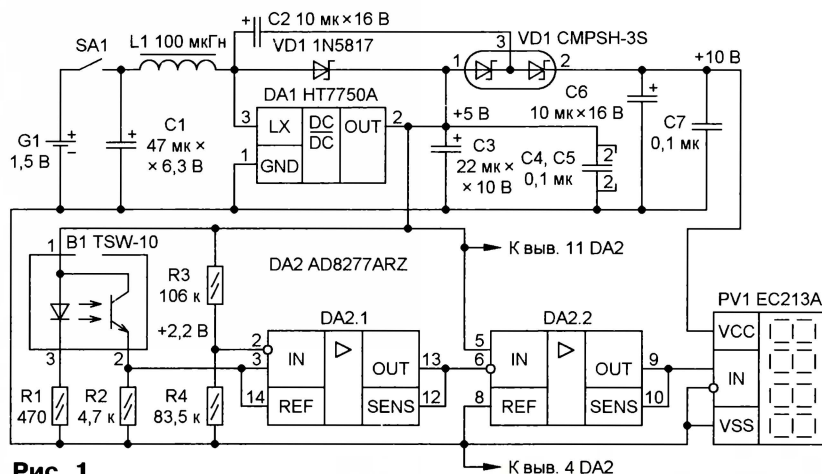 C2 10 мк×16 В
VD1 CMPSH-3S
SA1
L1 100 мкГн
VD1 1N5817
3
1
2
+10 В
DA1 HT7750A
C6
10 мк×16 В
3
LX
DC
DC
OUT
2
+5 В
G1
1,5 В
C1
47 мк ×
× 6,3 В
1
GND
C3
22 мк ×
× 10 В
C4, C5
0,1 мк
2
2
C7
0,1 мк
B1 TSW-10
1
R3
106 к
DA2 AD8277ARZ
К выв. 11 DA2
+2,2 В
DA2.1
DA2.2
PV1 EC213A
2
3
IN
▷
OUT
13
5
6
IN
▷
OUT
9
VCC
IN
3
2
R1
470
R2
4,7 к
R4
83,5 к
14
REF
SENS
12
8
REF
SENS
10
VSS
Рис. 1
К выв. 4 DA2